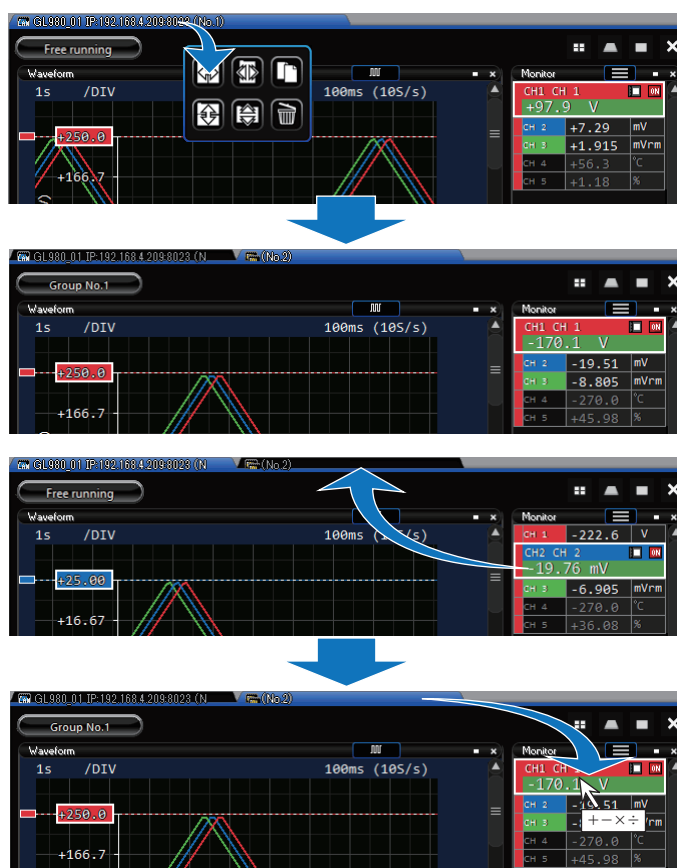 GL980_01 IP:192.168.4.209:8023 (No.1)
Free running
Waveform
Monitor
1s /DIV 100ms (10S/s)
CH1 CH 1 ON
+97.9 V
+250.0
CH 2 +7.29 mV
CH 3 +1.915 mVrm
+166.7
CH 4 +56.3 °C
CH 5 +1.18 %
GL980_01 IP:192.168.4.209:8023 (N (No.2)
Group No.1
Waveform
Monitor
1s /DIV 100ms (10S/s)
CH1 CH 1 ON
-170.1 V
+250.0
CH 2 -19.51 mV
CH 3 -8.805 mVrm
CH 4 -270.0 °C
+166.7
CH 5 +45.98 %
GL980_01 IP:192.168.4.209:8023 (N (No.2)
Free running
Waveform
Monitor
1s /DIV 100ms (10S/s)
CH 1 -222.6 V
CH2 CH 2 ON
-19.76 mV
+25.00
CH 3 -6.905 mVrm
CH 4 -270.0 °C
+16.67
CH 5 +36.08 %
GL980_01 IP:192.168.4.209:8023 (N (No.2)
Group No.1
Waveform
Monitor
1s /DIV 100ms (10S/s)
CH1 CH ON
-170.1 V
+250.0
CH 2 -19.51 mV
CH 3 + − × ÷ rm
CH 4 -270.0 °C
+166.7
CH 5 +45.98 %